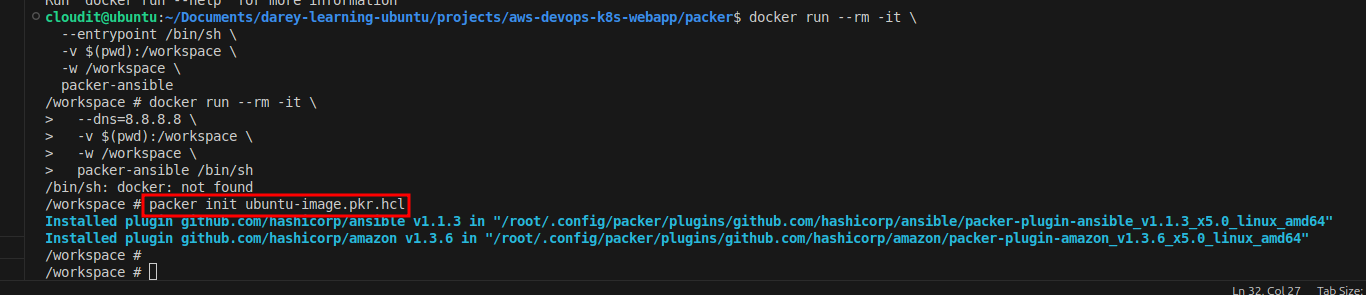 Run 'docker run --help' for more information
cloudit@ubuntu:~/Documents/darey-learning-ubuntu/projects/aws-devops-k8s-webapp/packer$ docker run --rm -it \
  --entrypoint /bin/sh \
  -v $(pwd):/workspace \
  -w /workspace \
  packer-ansible
/workspace # docker run --rm -it \
>   --dns=8.8.8.8 \
>   -v $(pwd):/workspace \
>   -w /workspace \
>   packer-ansible /bin/sh
/bin/sh: docker: not found
/workspace # packer init ubuntu-image.pkr.hcl
Installed plugin github.com/hashicorp/ansible v1.1.3 in "/root/.config/packer/plugins/github.com/hashicorp/ansible/packer-plugin-ansible_v1.1.3_x5.0_linux_amd64"
Installed plugin github.com/hashicorp/amazon v1.3.6 in "/root/.config/packer/plugins/github.com/hashicorp/amazon/packer-plugin-amazon_v1.3.6_x5.0_linux_amd64"
/workspace #
/workspace #
Ln 32, Col 27 Tab Size: